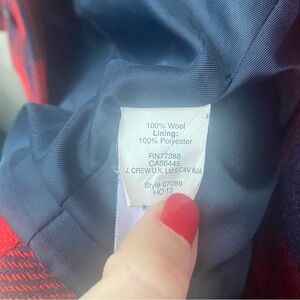 100% Wool
Lining:
100% Polyester
RN77388
CA56445
J. CREW U.K. Ltd EC4V 6JA
Style 07089
HO 13